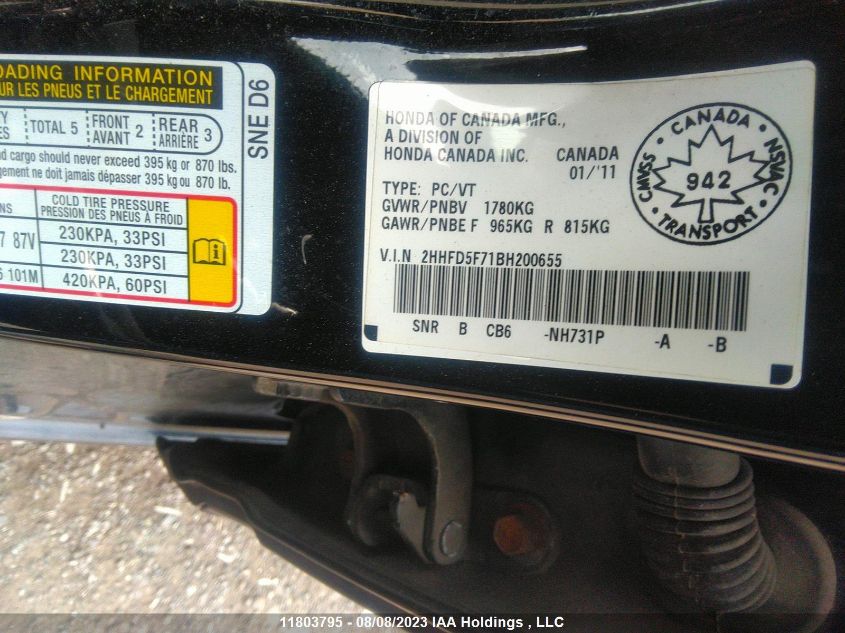 OADING INFORMATION
UR LES PNEUS ET LE CHARGEMENT
TOTAL 5 FRONT AVANT 2 REAR ARRIÈRE 3
cargo should never exceed 395 kg or 870 lbs.
ne doit jamais dépasser 395 kg ou 870 lb.
COLD TIRE PRESSURE
PRESSION DES PNEUS À FROID
7 87V 230KPA, 33PSI
230KPA, 33PSI
101M 420KPA, 60PSI
SNE D6
HONDA OF CANADA MFG.,
A DIVISION OF
HONDA CANADA INC. CANADA
01/'11
TYPE: PC/VT
GVWR/PNBV 1780KG
GAWR/PNBE F 965KG R 815KG
V.I.N 2HHFD5F71BH200655
SNR B CB6 -NH731P -A -B
CANADA
CMVSS
942
NSVAC
TRANSPORT
11803795 - 08/08/2023 IAA Holdings , LLC